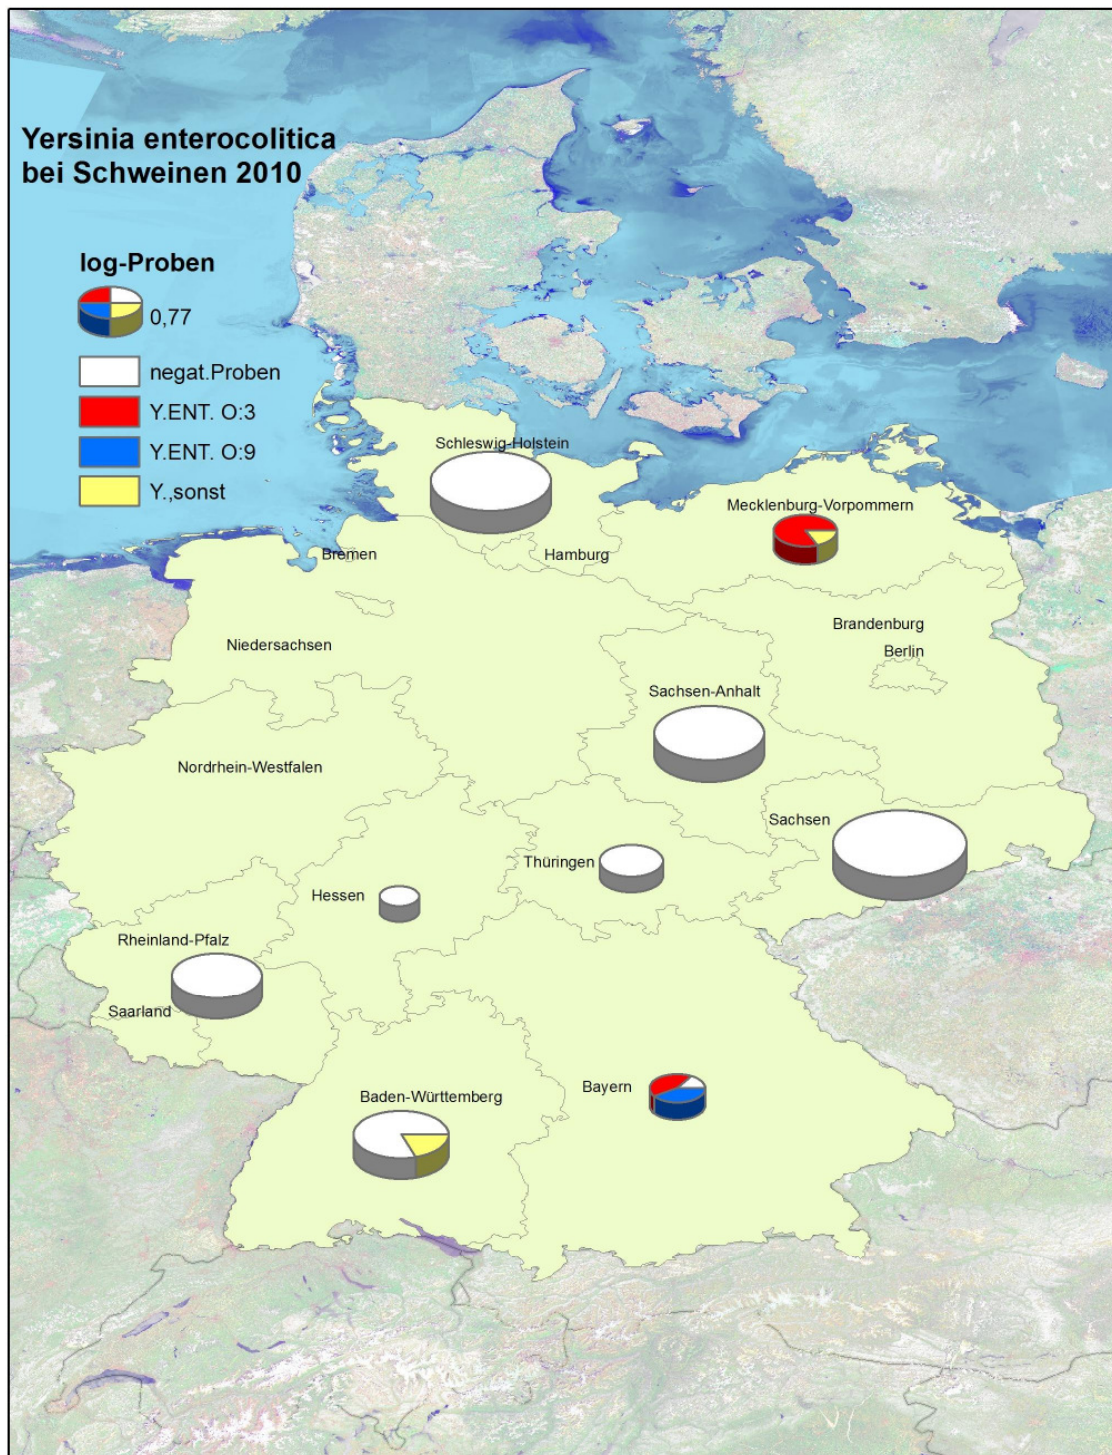 Yersinia enterocolitica
bei Schweinen 2010
log-Proben
0,77
negat.Proben
Y.ENT. O:3
Y.ENT. O:9
Y.,sonst
Schleswig-Holstein
Mecklenburg-Vorpommern
Bremen
Hamburg
Brandenburg
Niedersachsen
Berlin
Sachsen-Anhalt
Nordrhein-Westfalen
Sachsen
Thüringen
Hessen
Rheinland-Pfalz
Saarland
Bayern
Baden-Württemberg